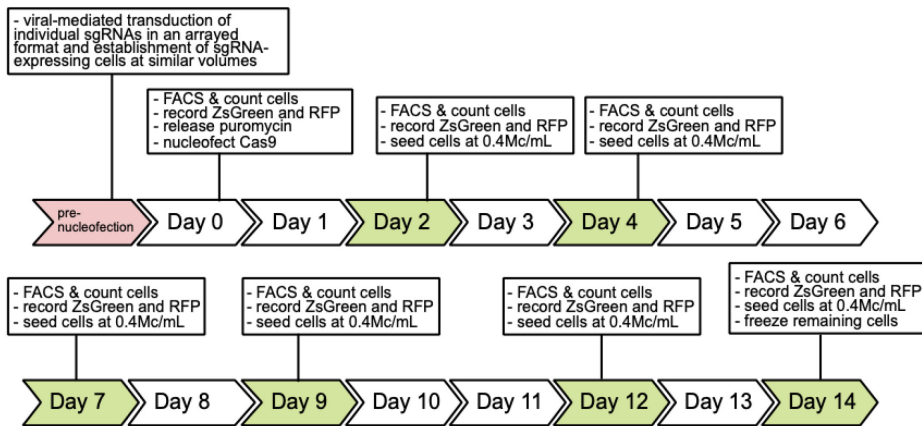 - viral-mediated transduction of
individual sgRNAs in an arrayed
format and establishment of sgRNA-
expressing cells at similar volumes
- FACS & count cells
- record ZsGreen and RFP
- release puromycin
- nucleofect Cas9
- FACS & count cells
- record ZsGreen and RFP
- seed cells at 0.4Mc/mL
- FACS & count cells
- record ZsGreen and RFP
- seed cells at 0.4Mc/mL
pre-
nucleofection
Day 0
Day 1
Day 2
Day 3
Day 4
Day 5
Day 6
- FACS & count cells
- record ZsGreen and RFP
- seed cells at 0.4Mc/mL
- FACS & count cells
- record ZsGreen and RFP
- seed cells at 0.4Mc/mL
- FACS & count cells
- record ZsGreen and RFP
- seed cells at 0.4Mc/mL
- FACS & count cells
- record ZsGreen and RFP
- seed cells at 0.4Mc/mL
- freeze remaining cells
Day 7
Day 8
Day 9
Day 10
Day 11
Day 12
Day 13
Day 14